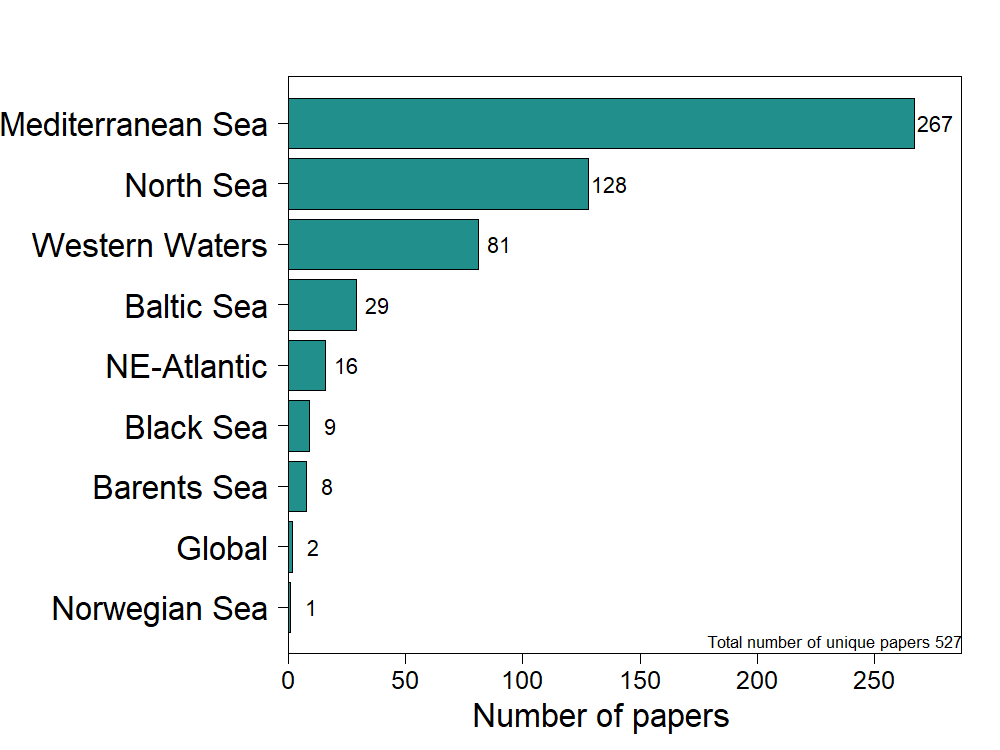 Mediterranean Sea 267
North Sea 128
Western Waters 81
Baltic Sea 29
NE-Atlantic 16
Black Sea 9
Barents Sea 8
Global 2
Norwegian Sea 1
Total number of unique papers 527
0 50 100 150 200 250
Number of papers